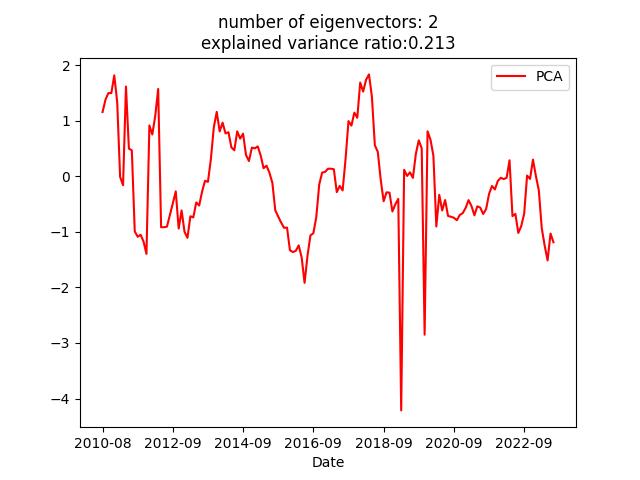 number of eigenvectors: 2
explained variance ratio:0.213
PCA
2
1
0
−1
−2
−3
−4
2010-08 2012-09 2014-09 2016-09 2018-09 2020-09 2022-09
Date